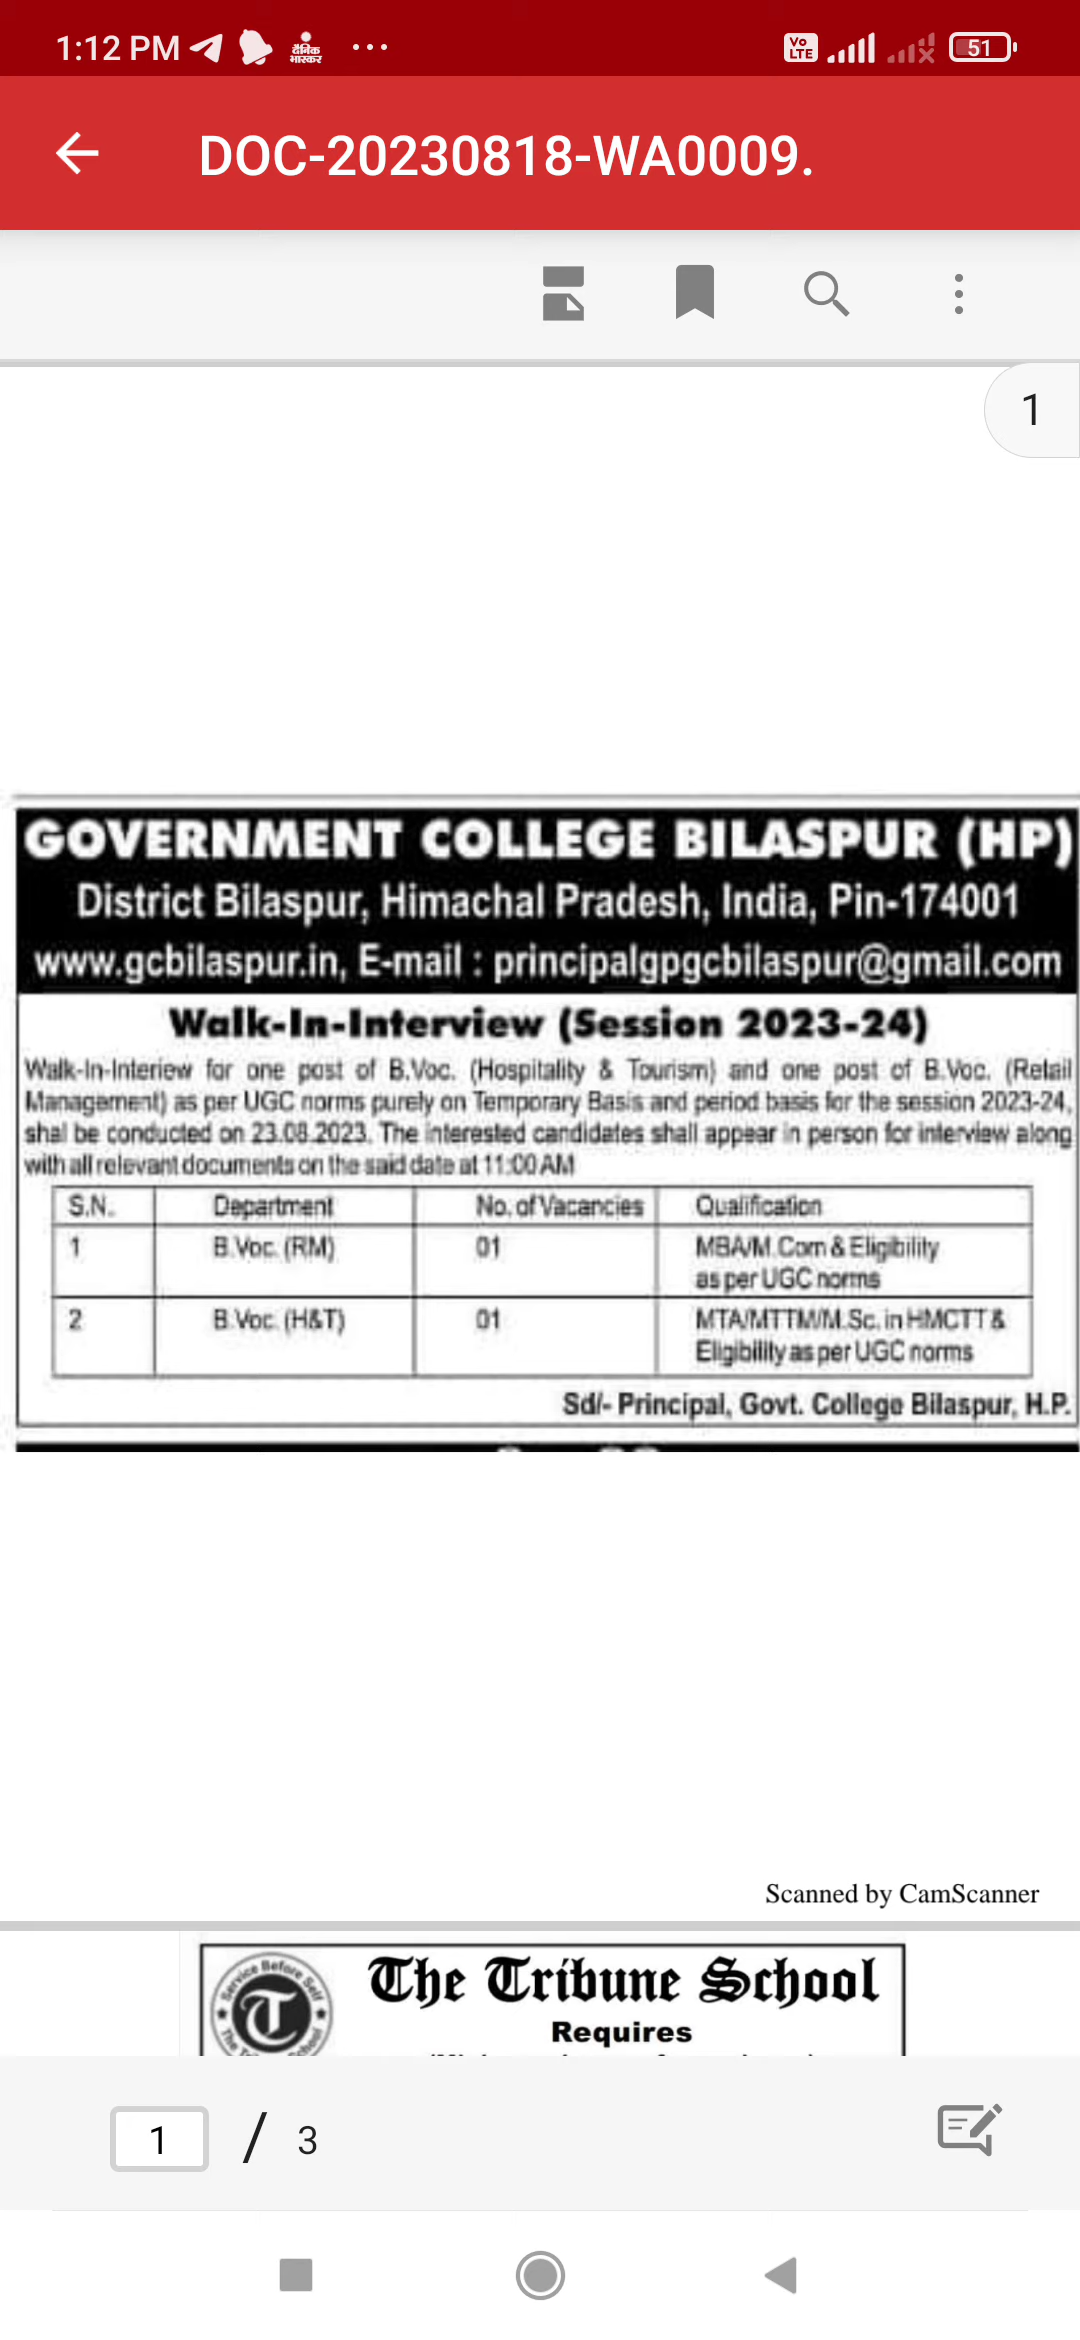 1:12 PM
दैनिक
भास्कर
Vo
LTE
51
DOC-20230818-WA0009.
1
GOVERNMENT COLLEGE BILASPUR (HP)
District Bilaspur, Himachal Pradesh, India, Pin-174001
www.gcbilaspur.in, E-mail : principalgpgcbilaspur@gmail.com
Walk-In-Interview (Session 2023-24)
Walk-In-Interiew for one post of B.Voc. (Hospitality & Tourism) and one post of B.Voc. (Retail
Management) as per UGC norms purely on Temporary Basis and period basis for the session 2023-24,
shal be conducted on 23.08.2023. The interested candidates shall appear in person for interview along
with all relevant documents on the said date at 11:00 AM
S.N. Department No. of Vacancies Qualification
1 B.Voc. (RM) 01 MBA/M.Com & Eligibility
as per UGC norms
2 B.Voc. (H&T) 01 MTA/MTTM/M.Sc. in HMCTT &
Eligibility as per UGC norms
Sd/- Principal, Govt. College Bilaspur, H.P.
Scanned by CamScanner
Service Before Self
T
The Tribune School
Requires
1 / 3